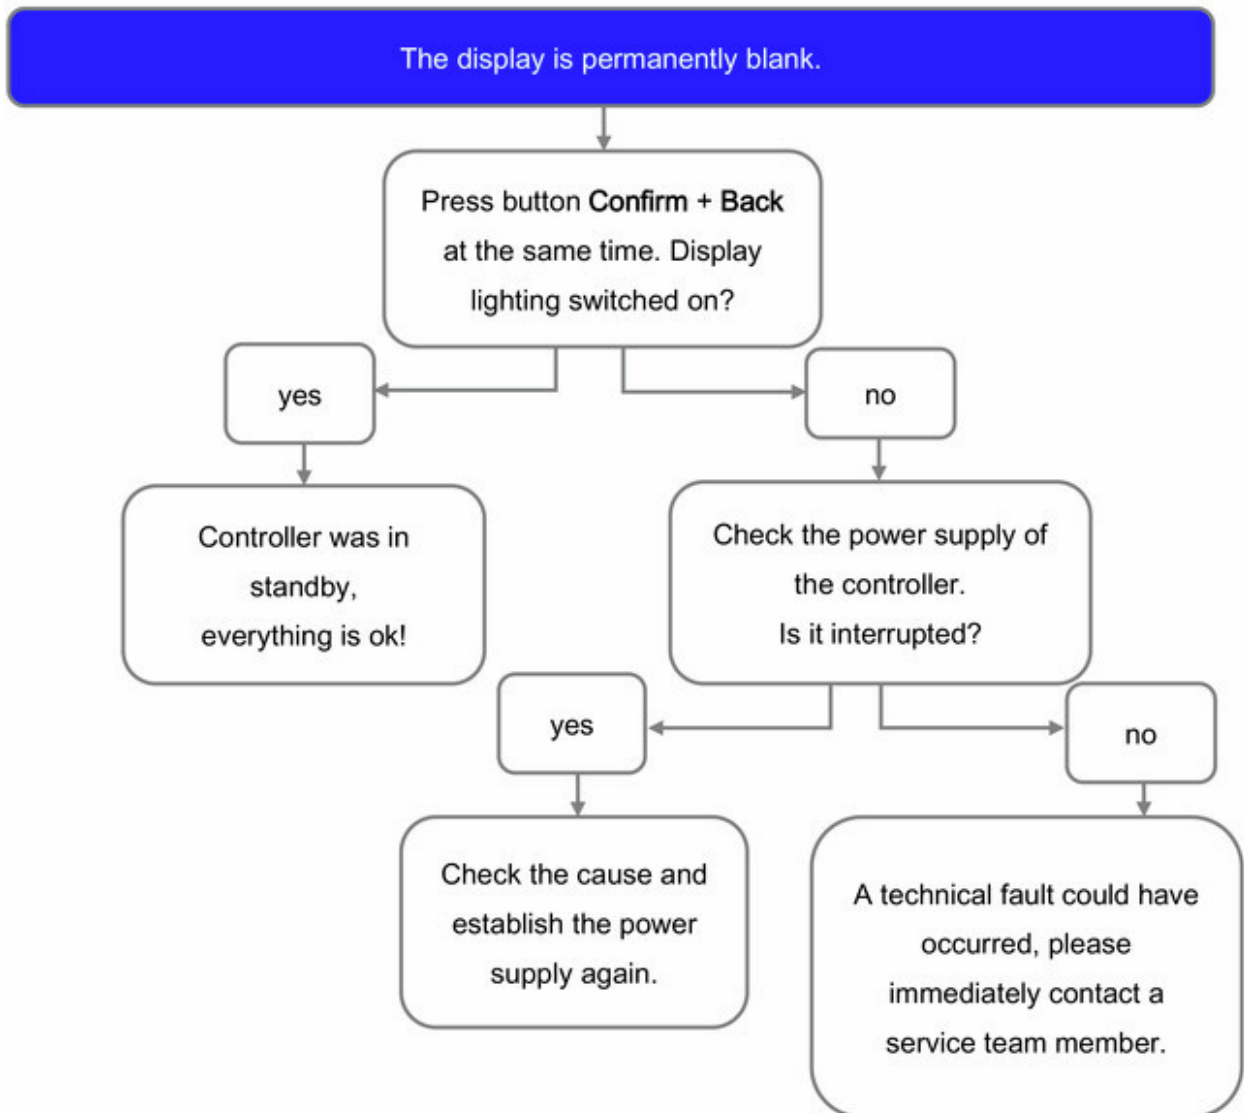 The display is permanently blank.
Press button Confirm + Back
at the same time. Display
lighting switched on?
yes
no
Controller was in
standby,
everything is ok!
Check the power supply of
the controller.
Is it interrupted?
yes
no
Check the cause and
establish the power
supply again.
A technical fault could have
occurred, please
immediately contact a
service team member.